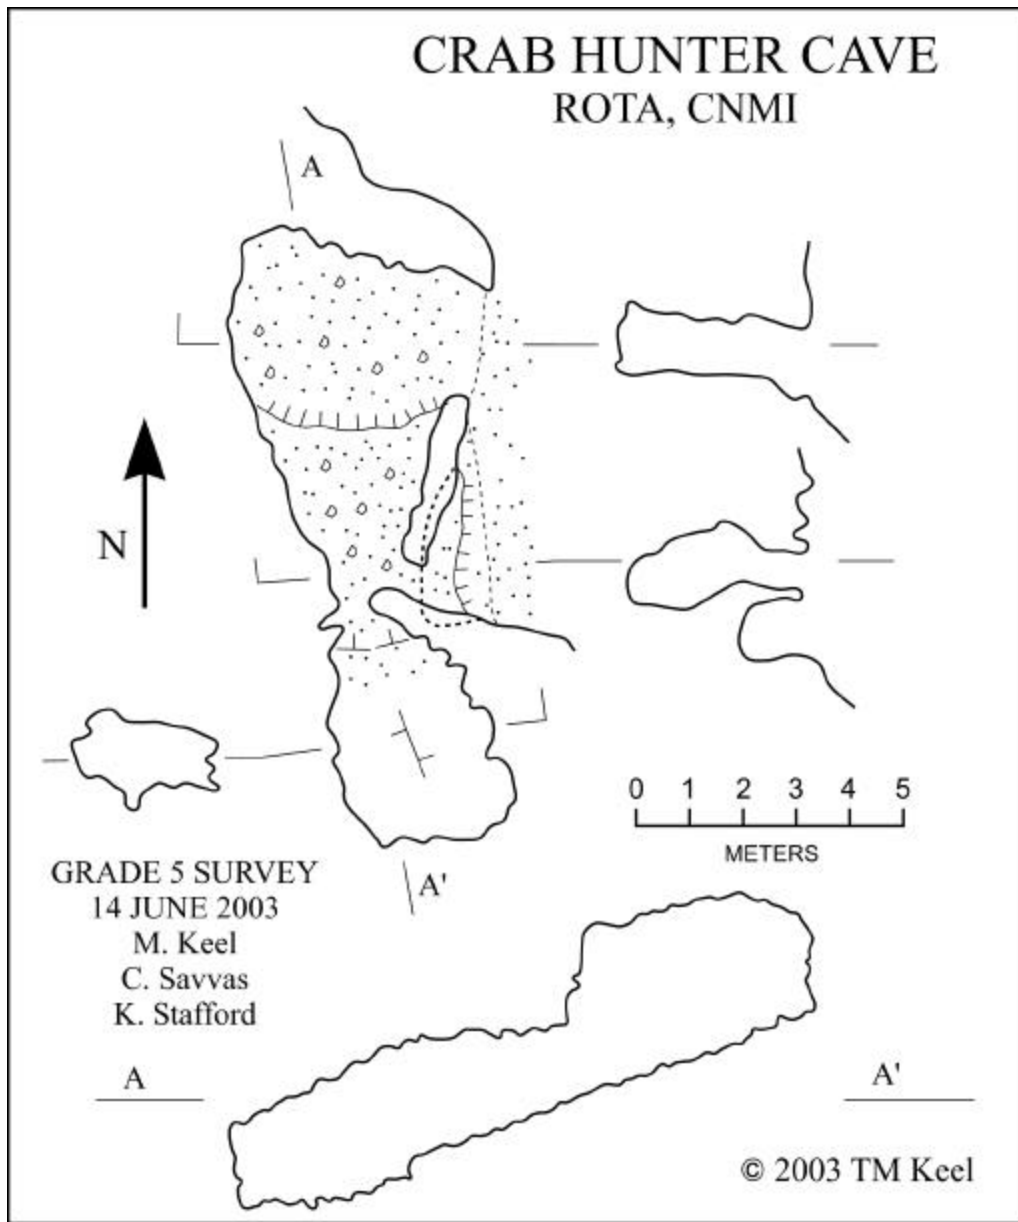 CRAB HUNTER CAVE
ROTA, CNMI
A
N
0 1 2 3 4 5
METERS
A'
GRADE 5 SURVEY
14 JUNE 2003
M. Keel
C. Savvas
K. Stafford
A
A'
© 2003 TM Keel